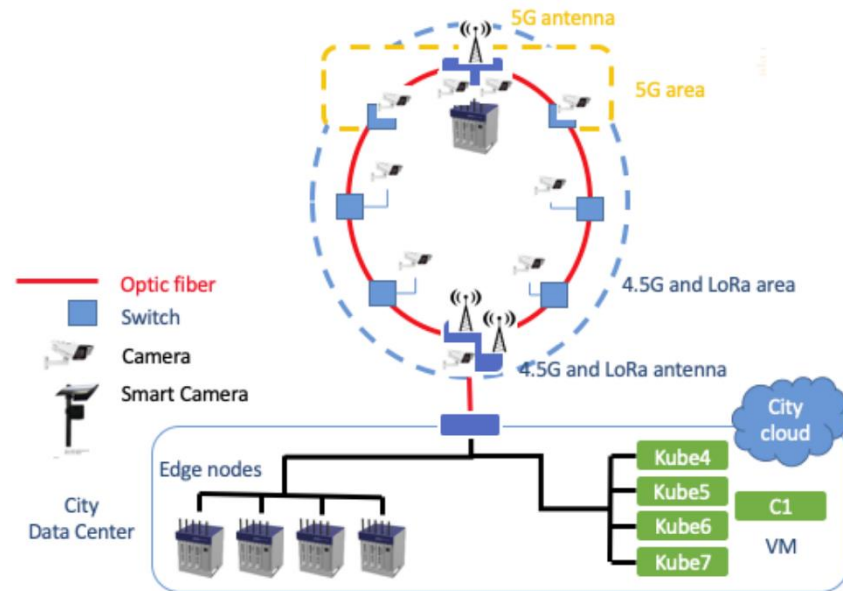 5G antenna
5G area
Optic fiber
Switch
Camera
Smart Camera
4.5G and LoRa area
4.5G and LoRa antenna
City
cloud
Edge nodes
City
Data Center
Kube4
Kube5
Kube6
Kube7
C1
VM